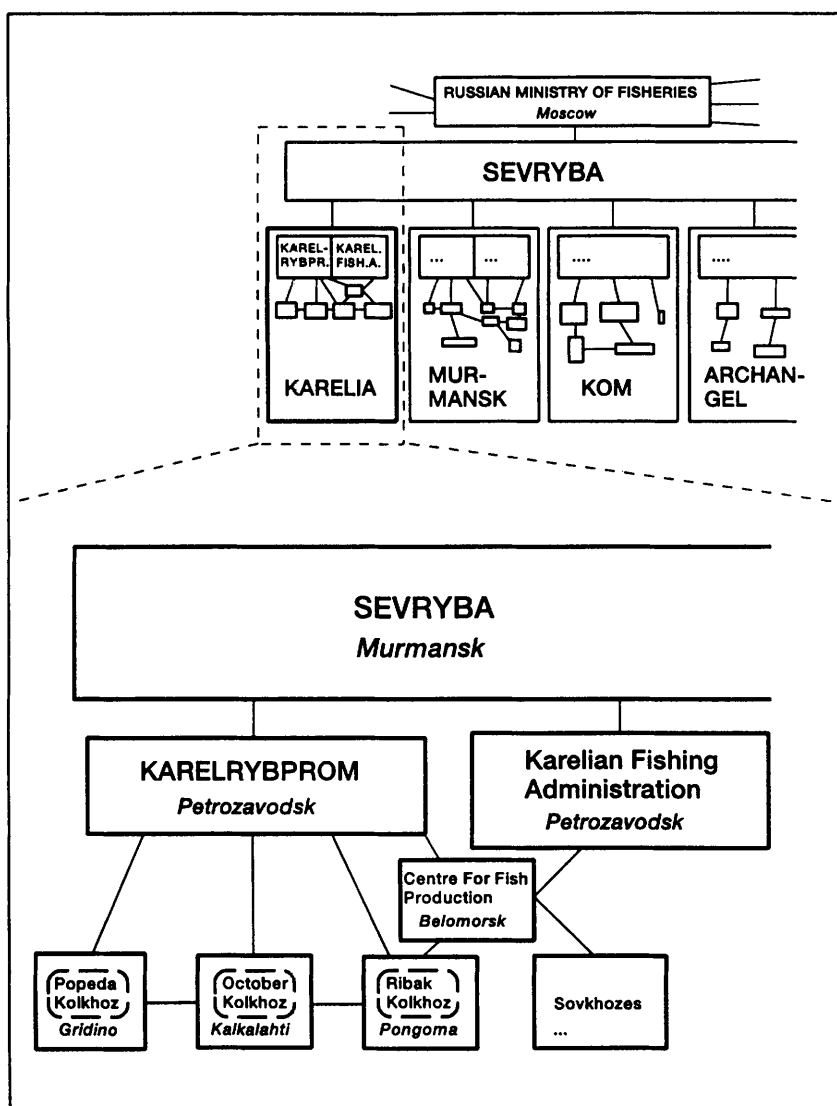 RUSSIAN MINISTRY OF FISHERIES
Moscow
SEVRYBA
KAREL-
RYBPR.
KAREL.
FISH.A.
...
...
....
....
KARELIA
MUR-
MANSK
KOM
ARCHAN-
GEL
SEVRYBA
Murmansk
KARELRYBPROM
Petrozavodsk
Karelian Fishing
Administration
Petrozavodsk
Centre For Fish
Production
Belomorsk
Popeda
Kolkhoz
Gridino
October
Kolkhoz
Kalkalahti
Ribak
Kolkhoz
Pongoma
Sovkhozes
...